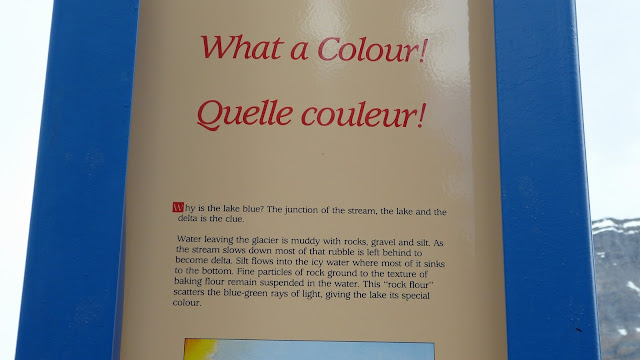 What a Colour!
Quelle couleur!
Why is the lake blue? The junction of the stream, the lake and the
delta is the clue.
Water leaving the glacier is muddy with rocks, gravel and silt. As
the stream slows down most of that rubble is left behind to
become delta. Silt flows into the icy water where most of it sinks
to the bottom. Fine particles of rock ground to the texture of
baking flour remain suspended in the water. This "rock flour"
scatters the blue-green rays of light, giving the lake its special
colour.